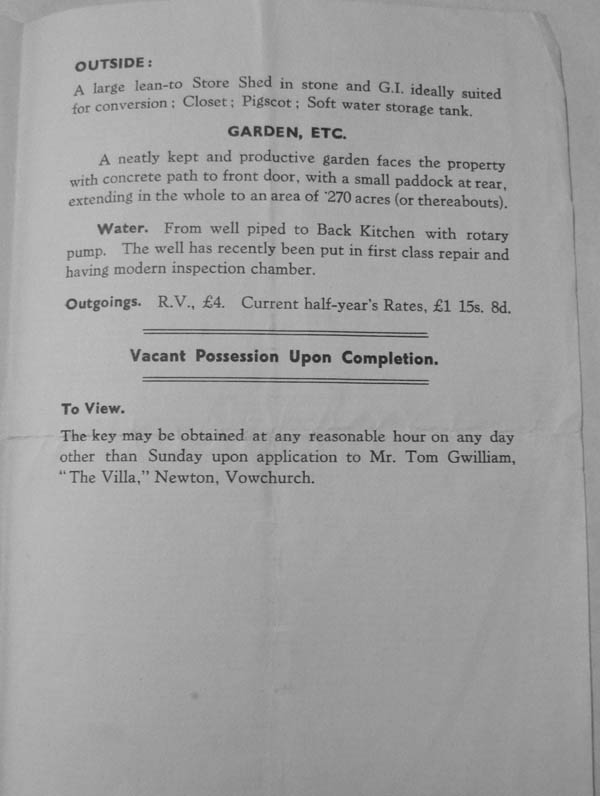 OUTSIDE:
A large lean-to Store Shed in stone and G.I. ideally suited
for conversion; Closet; Pigscot; Soft water storage tank.
GARDEN, ETC.
A neatly kept and productive garden faces the property
with concrete path to front door, with a small paddock at rear,
extending in the whole to an area of ·270 acres (or thereabouts).
Water. From well piped to Back Kitchen with rotary
pump. The well has recently been put in first class repair and
having modern inspection chamber.
Outgoings. R.V., £4. Current half-year's Rates, £1 15s. 8d.
Vacant Possession Upon Completion.
To View.
The key may be obtained at any reasonable hour on any day
other than Sunday upon application to Mr. Tom Gwilliam,
"The Villa," Newton, Vowchurch.